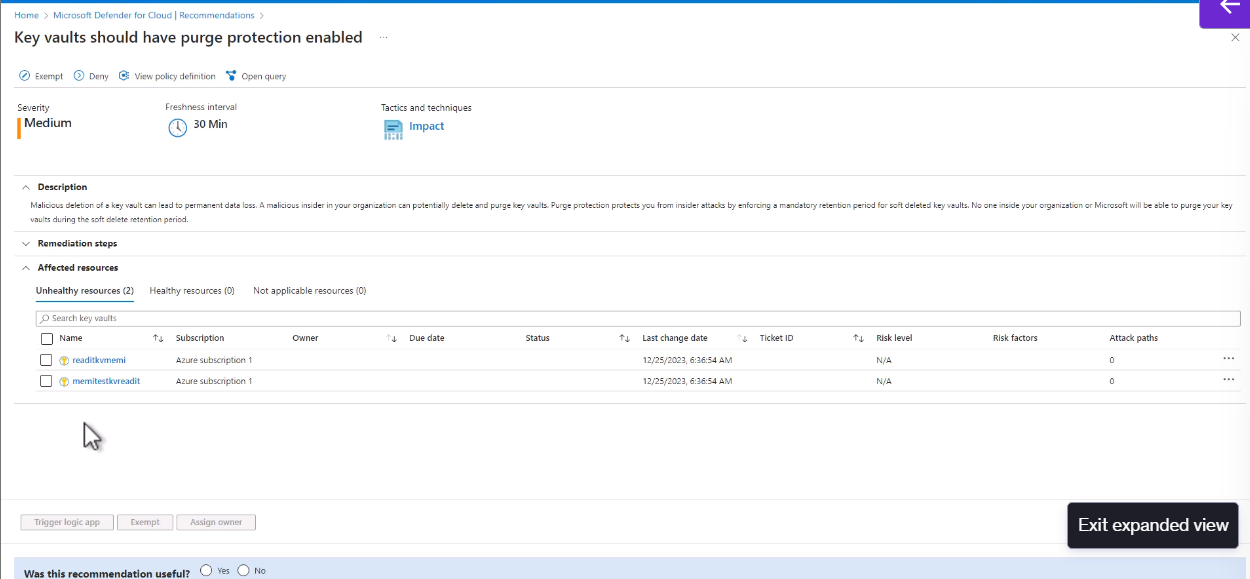 Home > Microsoft Defender for Cloud | Recommendations >
Key vaults should have purge protection enabled ...
Exempt Deny View policy definition Open query
Severity Freshness interval Tactics and techniques
Medium 30 Min Impact
Description
Malicious deletion of a key vault can lead to permanent data loss. A malicious insider in your organization can potentially delete and purge key vaults. Purge protection protects you from insider attacks by enforcing a mandatory retention period for soft deleted key vaults. No one inside your organization or Microsoft will be able to purge your key
vaults during the soft delete retention period.
Remediation steps
Affected resources
Unhealthy resources (2) Healthy resources (0) Not applicable resources (0)
Search key vaults
Name Subscription Owner Due date Status Last change date Ticket ID Risk level Risk factors Attack paths
readitkvmemi Azure subscription 1 12/25/2023, 6:36:54 AM N/A 0 ...
memitestkvreadit Azure subscription 1 12/25/2023, 6:36:54 AM N/A 0 ...
Trigger logic app Exempt Assign owner
Exit expanded view
Was this recommendation useful? Yes No